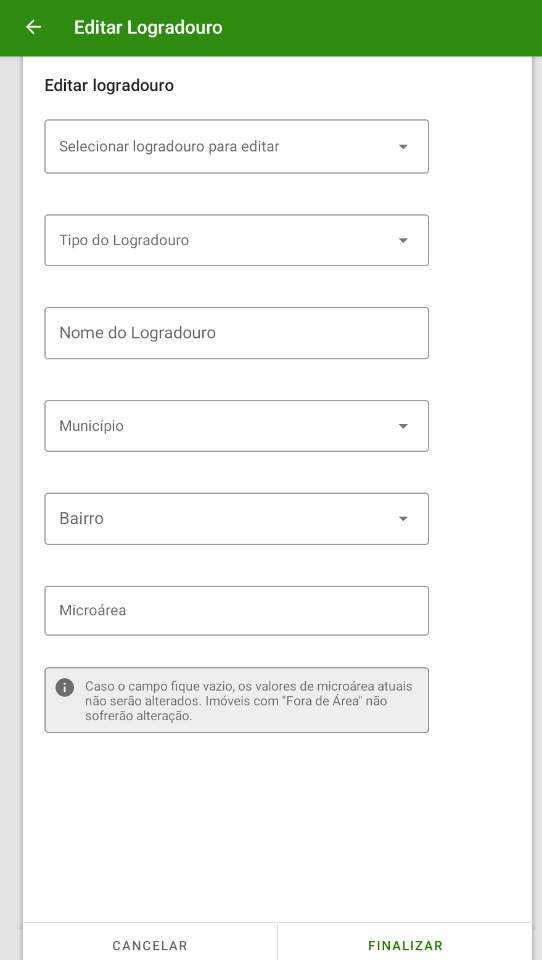 Editar Logradouro
Editar logradouro
Selecionar logradouro para editar
Tipo do Logradouro
Nome do Logradouro
Município
Bairro
Microárea
Caso o campo fique vazio, os valores de microárea atuais
não serão alterados. Imóveis com "Fora de Área" não
sofrerão alteração.
CANCELAR
FINALIZAR